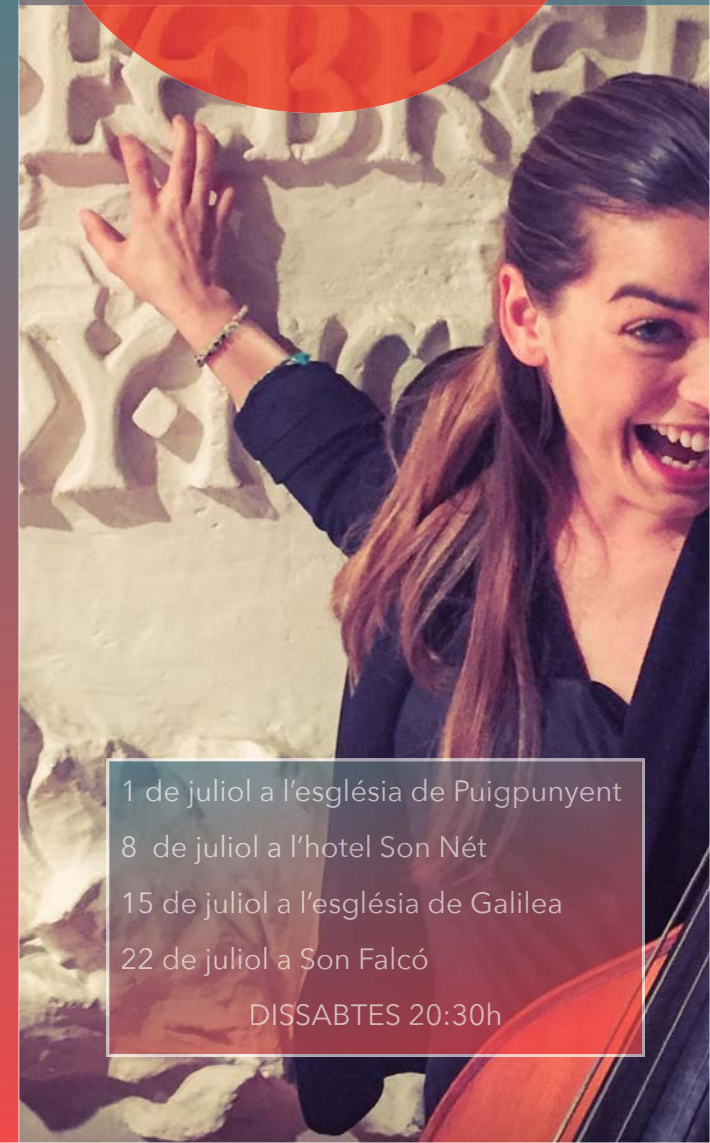 1 de juliol a l'església de Puigpunyent
8 de juliol a l'hotel Son Nét
15 de juliol a l'església de Galilea
22 de juliol a Son Falcó
DISSABTES 20:30h